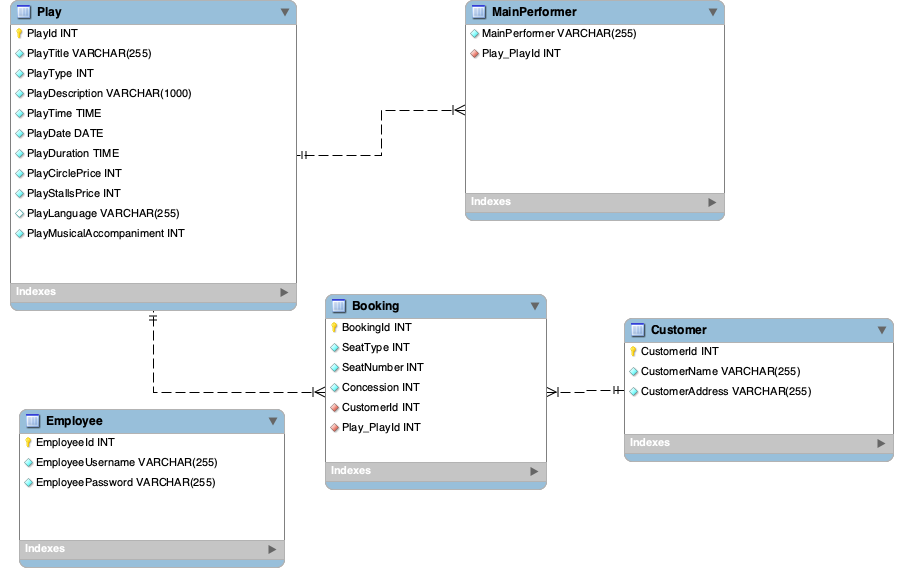 Play
PlayId INT
PlayTitle VARCHAR(255)
PlayType INT
PlayDescription VARCHAR(1000)
PlayTime TIME
PlayDate DATE
PlayDuration TIME
PlayCirclePrice INT
PlayStallsPrice INT
PlayLanguage VARCHAR(255)
PlayMusicalAccompaniment INT
Indexes
MainPerformer
MainPerformer VARCHAR(255)
Play_PlayId INT
Indexes
Booking
BookingId INT
SeatType INT
SeatNumber INT
Concession INT
CustomerId INT
Play_PlayId INT
Indexes
Customer
CustomerId INT
CustomerName VARCHAR(255)
CustomerAddress VARCHAR(255)
Indexes
Employee
EmployeeId INT
EmployeeUsername VARCHAR(255)
EmployeePassword VARCHAR(255)
Indexes